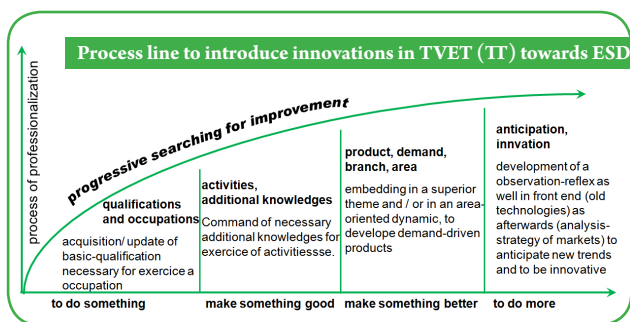 Process line to introduce innovations in TVET (TT) towards ESD
process of professionalization
progressive searching for improvement
qualifications
and occupations
acquisition/ update of
basic-qualification
necessary for exercice a
occupation
activities,
additional knowledges
Command of necessary
additional knowledges for
exercice of activitiessse.
product, demand,
branch, area
embedding in a superior
theme and / or in an area-
oriented dynamic, to
develop demand-driven
products
anticipation,
innvation
development of a
observation-reflex as
well in front end (old
technologies) as
afterwards (analysis-
strategy of markets) to
anticipate new trends
and to be innovative
to do something
make something good
make something better
to do more